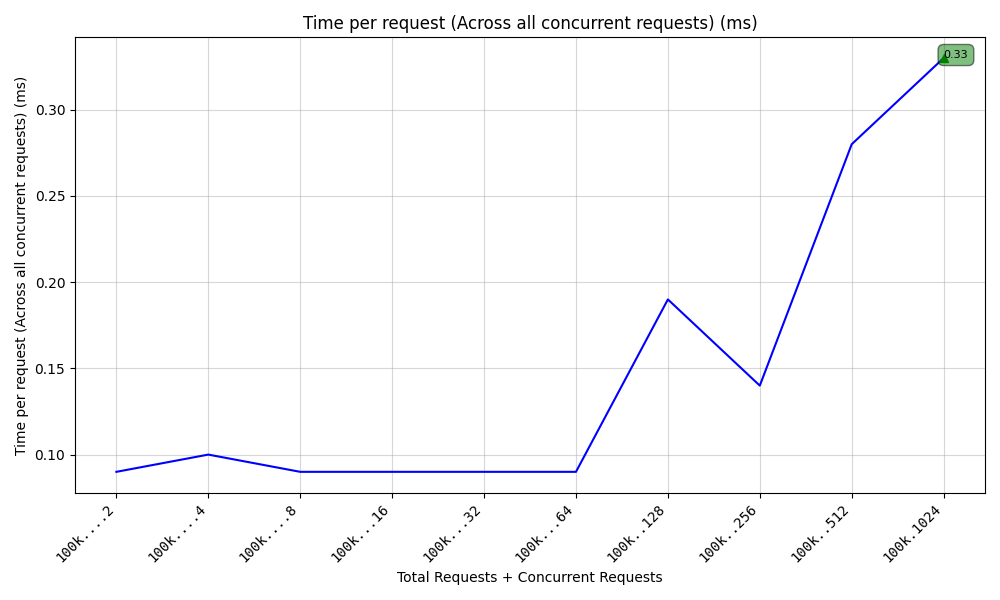 Time per request (Across all concurrent requests) (ms)
0.33
Time per request (Across all concurrent requests) (ms)
0.30
0.25
0.20
0.15
0.10
100k....2
100k....4
100k....8
100k...16
100k...32
100k...64
100k..128
100k..256
100k..512
100k.1024
Total Requests + Concurrent Requests